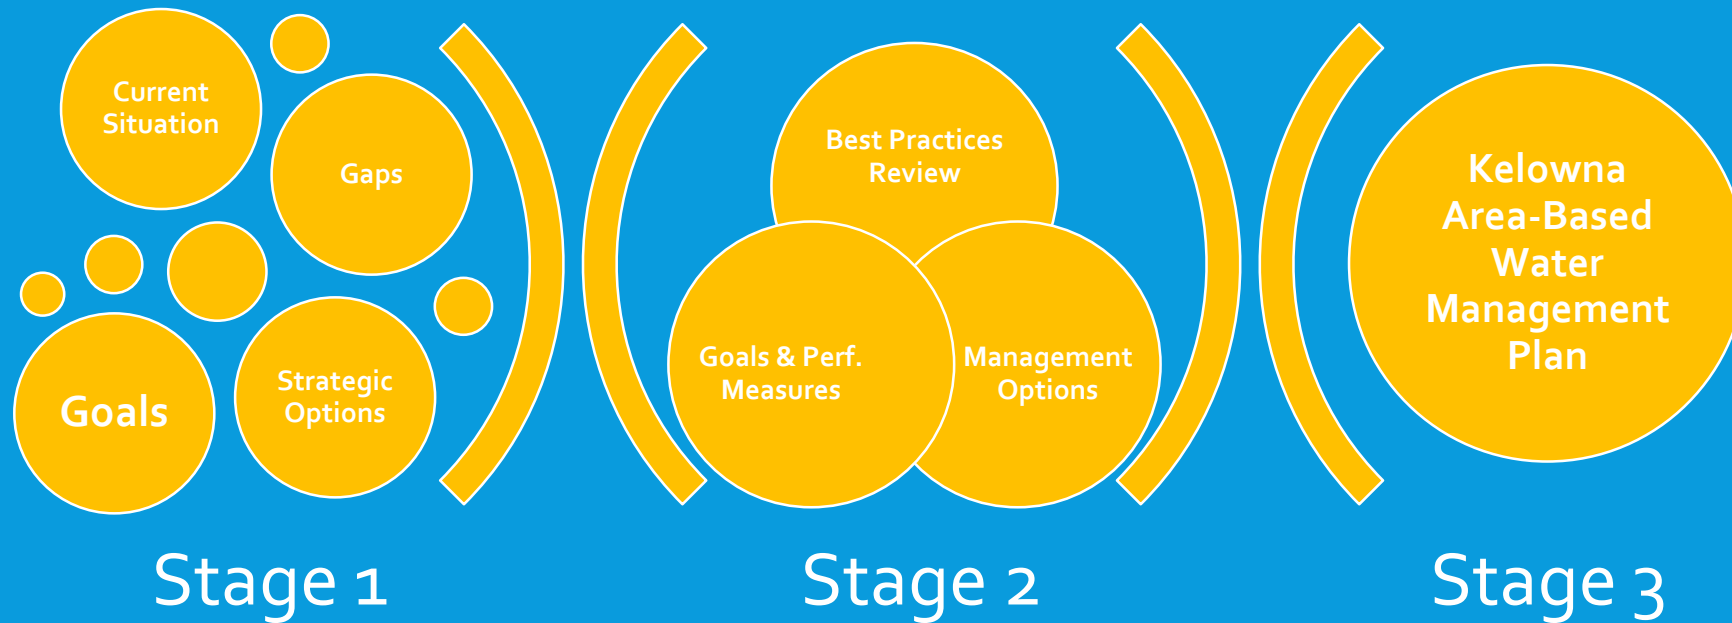 Current
Situation
Gaps
Goals
Strategic
Options
Stage 1
Best Practices
Review
Goals & Perf.
Measures
Management
Options
Stage 2
Kelowna
Area-Based
Water
Management
Plan
Stage 3